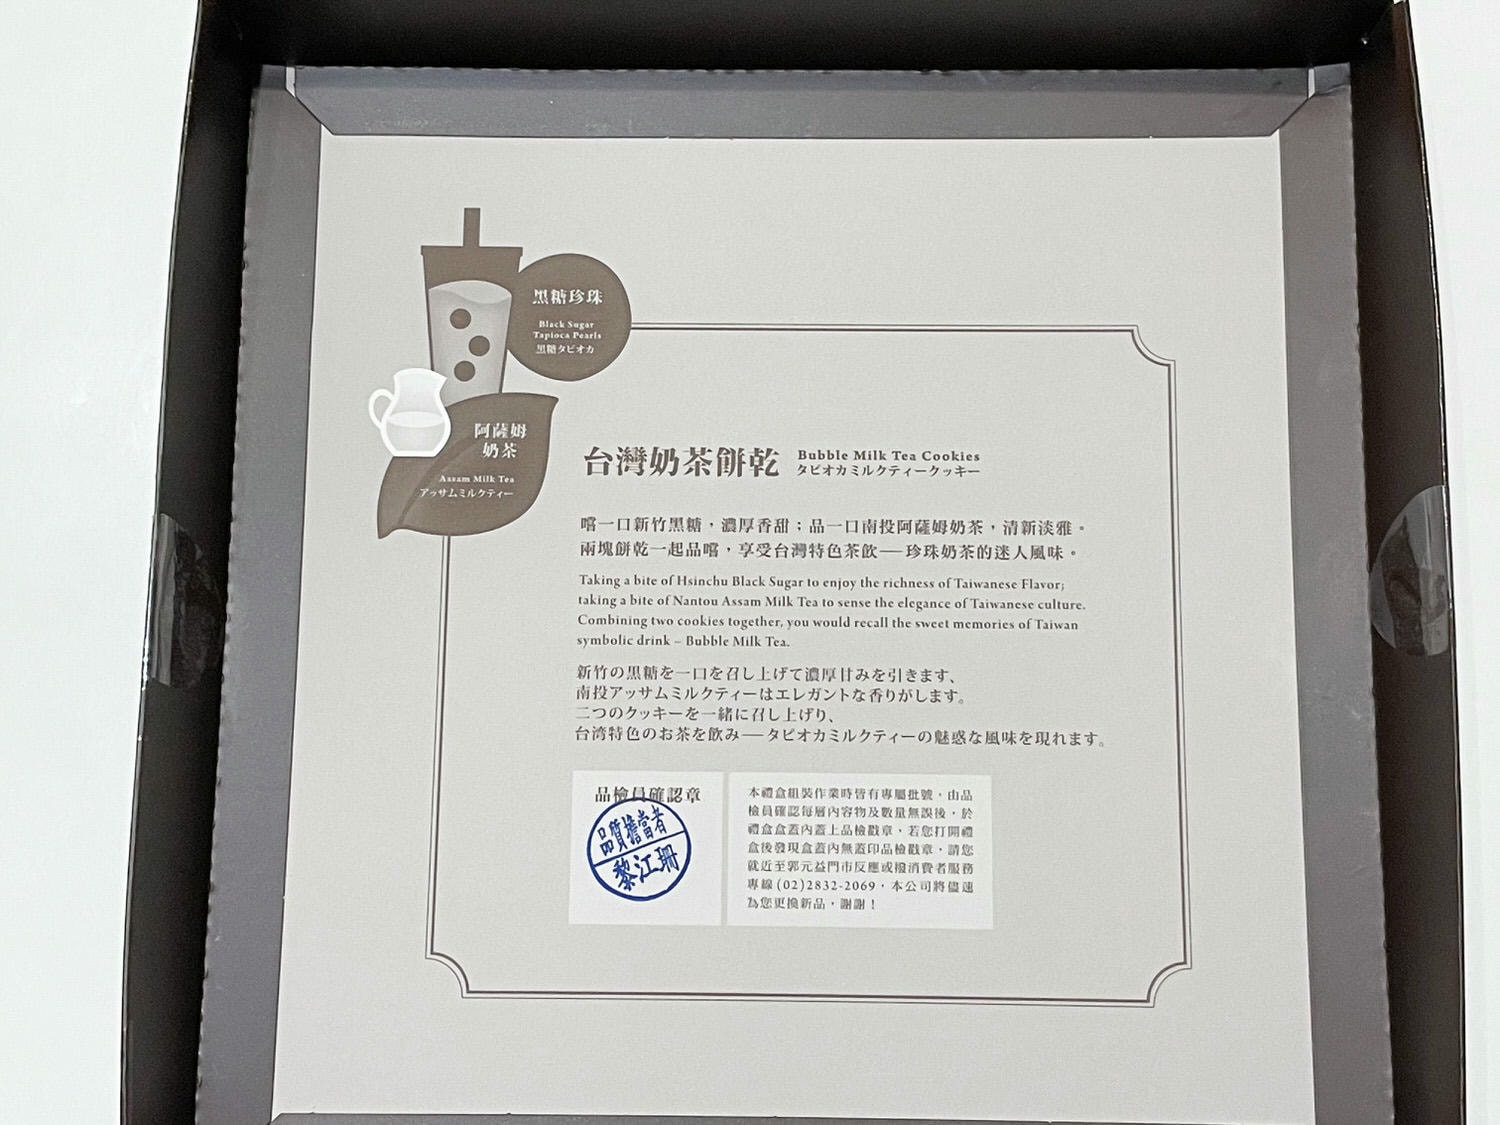 黑糖珍珠
Black Sugar
Tapioca Pearls
黒糖タピオカ
阿薩姆
奶茶
Assam Milk Tea
アッサムミルクティー
台灣奶茶餅乾
Bubble Milk Tea Cookies
タピオカミルクティークッキー
嚐一口新竹黑糖，濃厚香甜；品一口南投阿薩姆奶茶，清新淡雅。
兩塊餅乾一起品嚐，享受台灣特色茶飲—珍珠奶茶的迷人風味。
Taking a bite of Hsinchu Black Sugar to enjoy the richness of Taiwanese Flavor;
taking a bite of Nantou Assam Milk Tea to sense the elegance of Taiwanese culture.
Combining two cookies together, you would recall the sweet memories of Taiwan
symbolic drink – Bubble Milk Tea.
新竹の黒糖を一口を召し上げて濃厚甘みを引きます、
南投アッサムミルクティーはエレガントな香りがします。
二つのクッキーを一緒に召し上げり、
台湾特色のお茶を飲み—タピオカミルクティーの魅惑な風味を現れます。
品檢員確認章
品質擔當者
黎江珊
本禮盒組裝作業時皆有專屬批號，由品
檢員確認每層內容物及數量無誤後，於
禮盒盒蓋內蓋上品檢戳章，若您打開禮
盒後發現盒蓋內無蓋印品檢戳章，請您
就近至郭元益門市反應或撥消費者服務
專線(02)2832-2069，本公司將儘速
為您更換新品，謝謝！